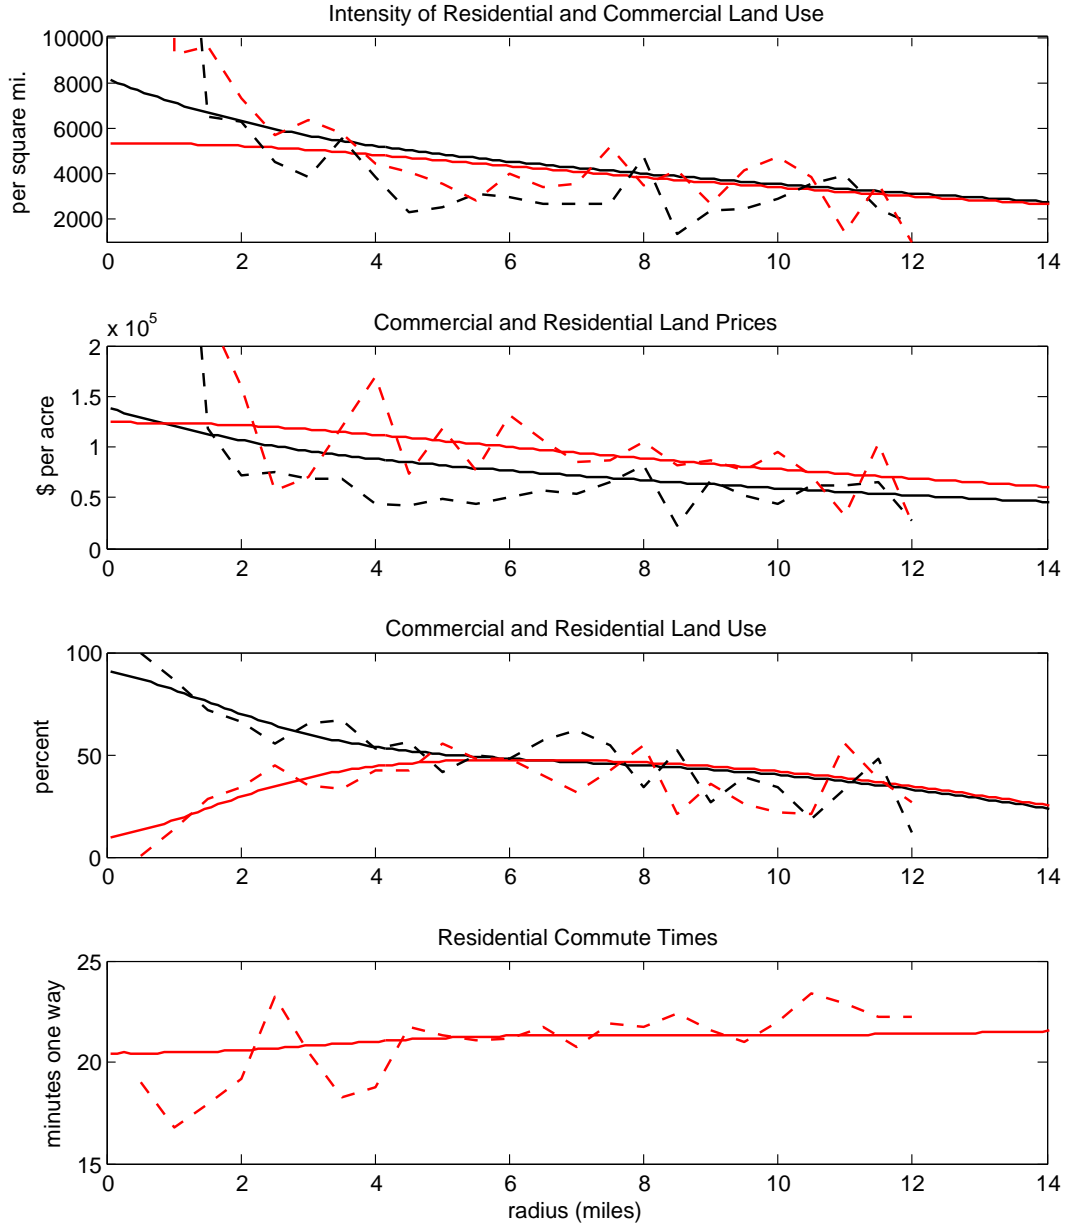 Intensity of Residential and Commercial Land Use
10000
8000
6000
4000
2000
per square mi.
0 2 4 6 8 10 12 14
Commercial and Residential Land Prices
x 10^5
2
1.5
1
0.5
0
$ per acre
0 2 4 6 8 10 12 14
Commercial and Residential Land Use
100
50
0
percent
0 2 4 6 8 10 12 14
Residential Commute Times
25
20
15
minutes one way
0 2 4 6 8 10 12 14
radius (miles)